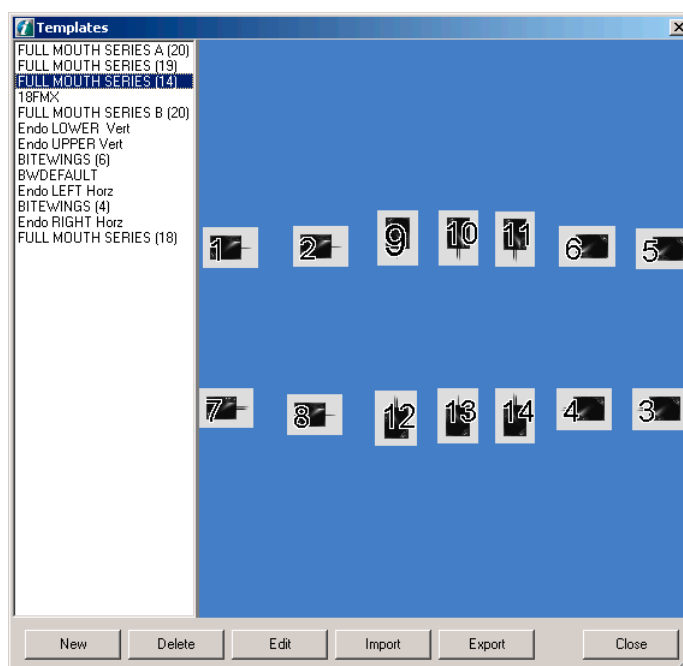 Templates
FULL MOUTH SERIES A (20)
FULL MOUTH SERIES (19)
FULL MOUTH SERIES (14)
18FMX
FULL MOUTH SERIES B (20)
Endo LOWER  Vert
Endo UPPER Vert
BITEWINGS (6)
BWDEFAULT
Endo LEFT Horz
BITEWINGS (4)
Endo RIGHT Horz
FULL MOUTH SERIES (18)
1 2 9 10 11 6 5
7 8 12 13 14 4 3
New Delete Edit Import Export Close